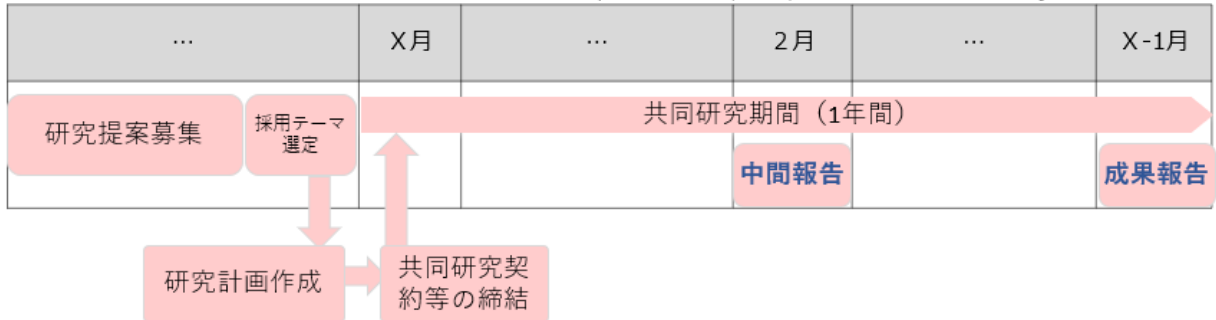 … X月 … 2月 … X-1月
研究提案募集
採用テーマ
選定
共同研究期間（1年間）
中間報告
成果報告
研究計画作成
共同研究契
約等の締結